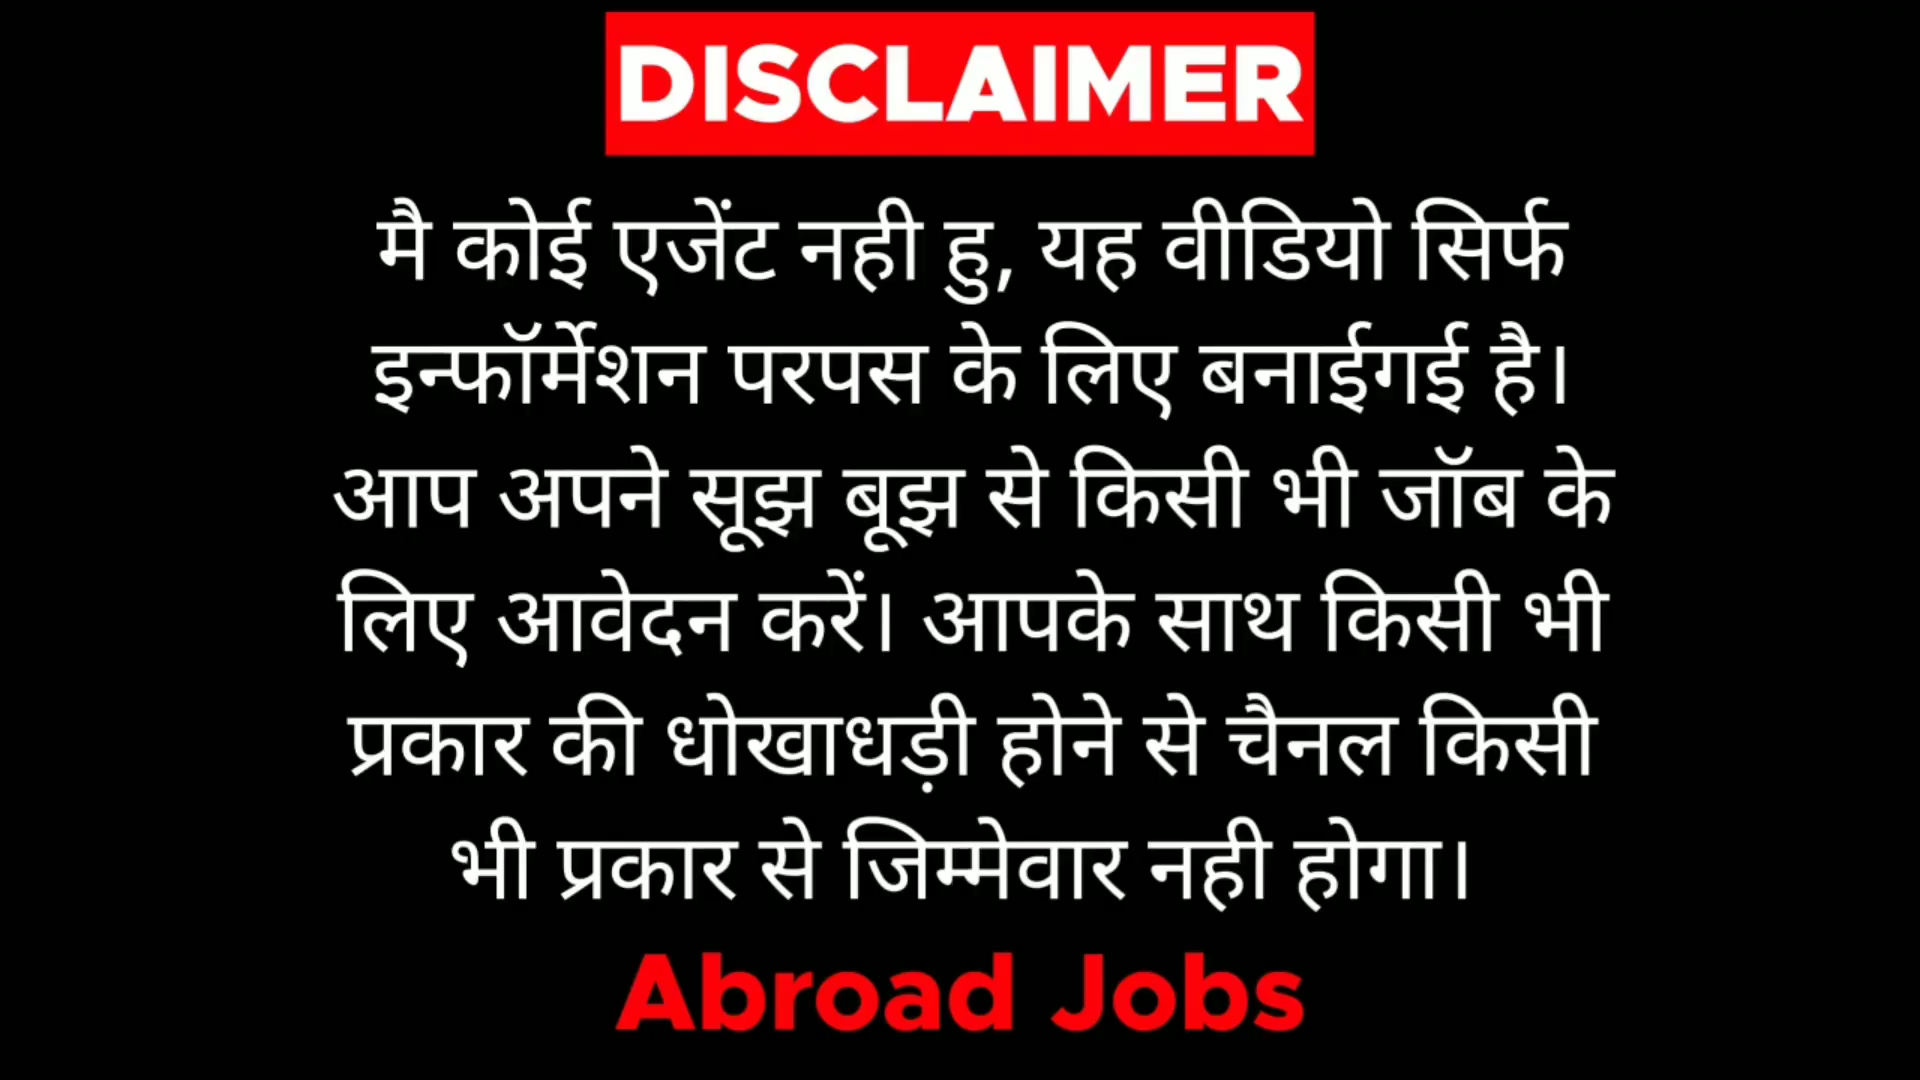 DISCLAIMER
मै कोई एजेंट नही हु, यह वीडियो सिर्फ
इन्फॉर्मेशन परपस के लिए बनाईगई है।
आप अपने सूझ बूझ से किसी भी जॉब के
लिए आवेदन करें। आपके साथ किसी भी
प्रकार की धोखाधड़ी होने से चैनल किसी
भी प्रकार से जिम्मेवार नही होगा।
Abroad Jobs